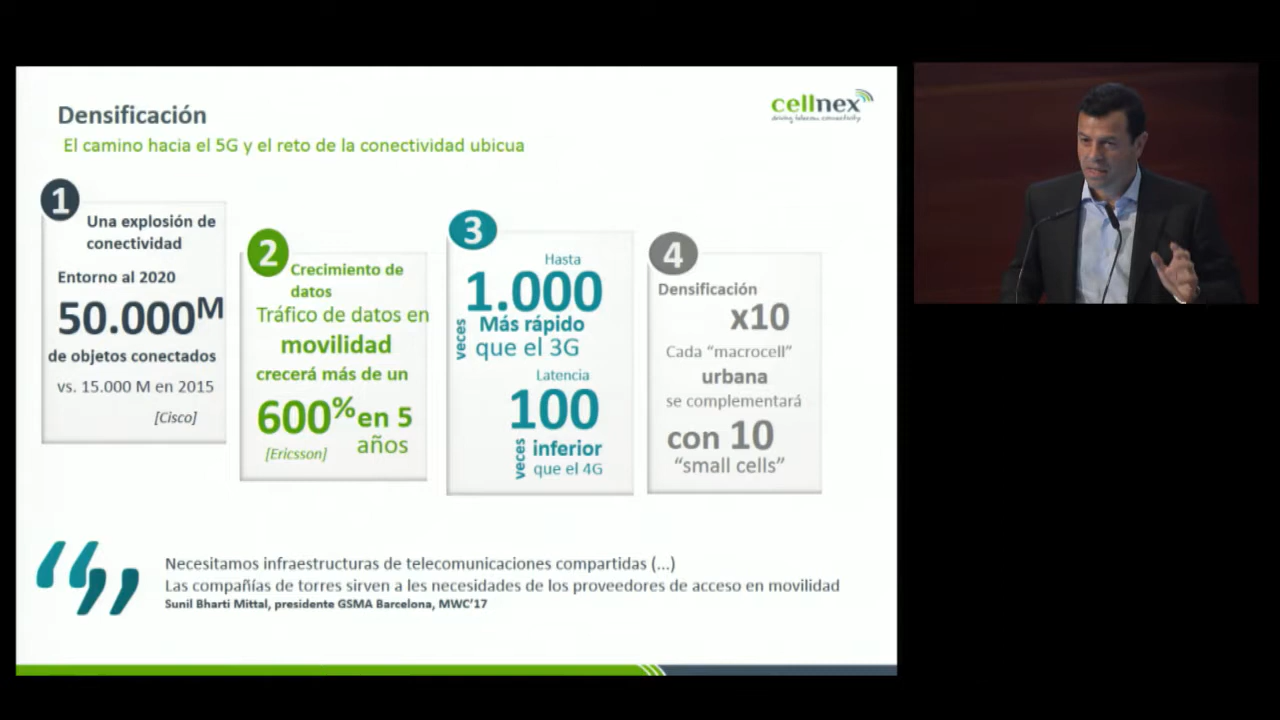 Densificación
El camino hacia el 5G y el reto de la conectividad ubicua
cellnex
driving telecom connectivity
1
Una explosión de
conectividad
Entorno al 2020
50.000M
de objetos conectados
vs. 15.000 M en 2015
[Cisco]
2
Crecimiento de
datos
Tráfico de datos en
movilidad
crecerá más de un
600% en 5
años
[Ericsson]
3
Hasta
1.000
veces
Más rápido
que el 3G
Latencia
100
veces
inferior
que el 4G
4
Densificación
x10
Cada “macrocell”
urbana
se complementará
con 10
“small cells”
Necesitamos infraestructuras de telecomunicaciones compartidas (...)
Las compañías de torres sirven a les necesidades de los proveedores de acceso en movilidad
Sunil Bharti Mittal, presidente GSMA Barcelona, MWC’17